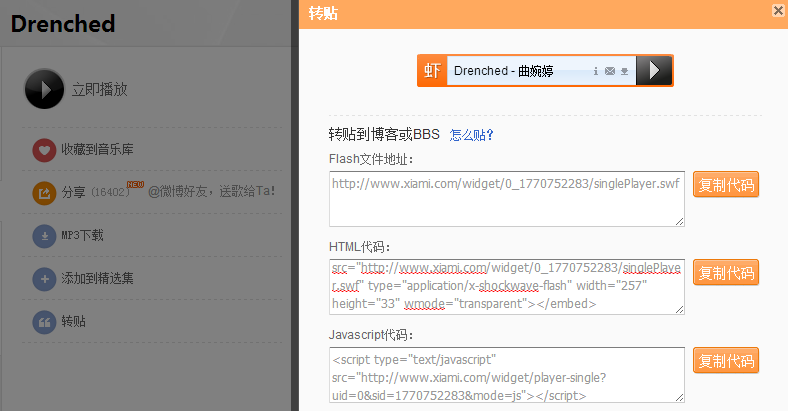 Drenched
立即播放
收藏到音乐库
分享 (16402) NEW @微博好友，送歌给Ta!
MP3下载
添加到精选集
转贴
转贴
虾 Drenched - 曲婉婷
转贴到博客或BBS 怎么贴？
Flash文件地址：
http://www.xiami.com/widget/0_1770752283/singlePlayer.swf
复制代码
HTML代码：
src="http://www.xiami.com/widget/0_1770752283/singlePlaye
r.swf" type="application/x-shockwave-flash" width="257"
height="33" wmode="transparent"></embed>
复制代码
Javascript代码：
<script type="text/javascript"
src="http://www.xiami.com/widget/player-single?
uid=0&sid=1770752283&mode=js"></script>
复制代码